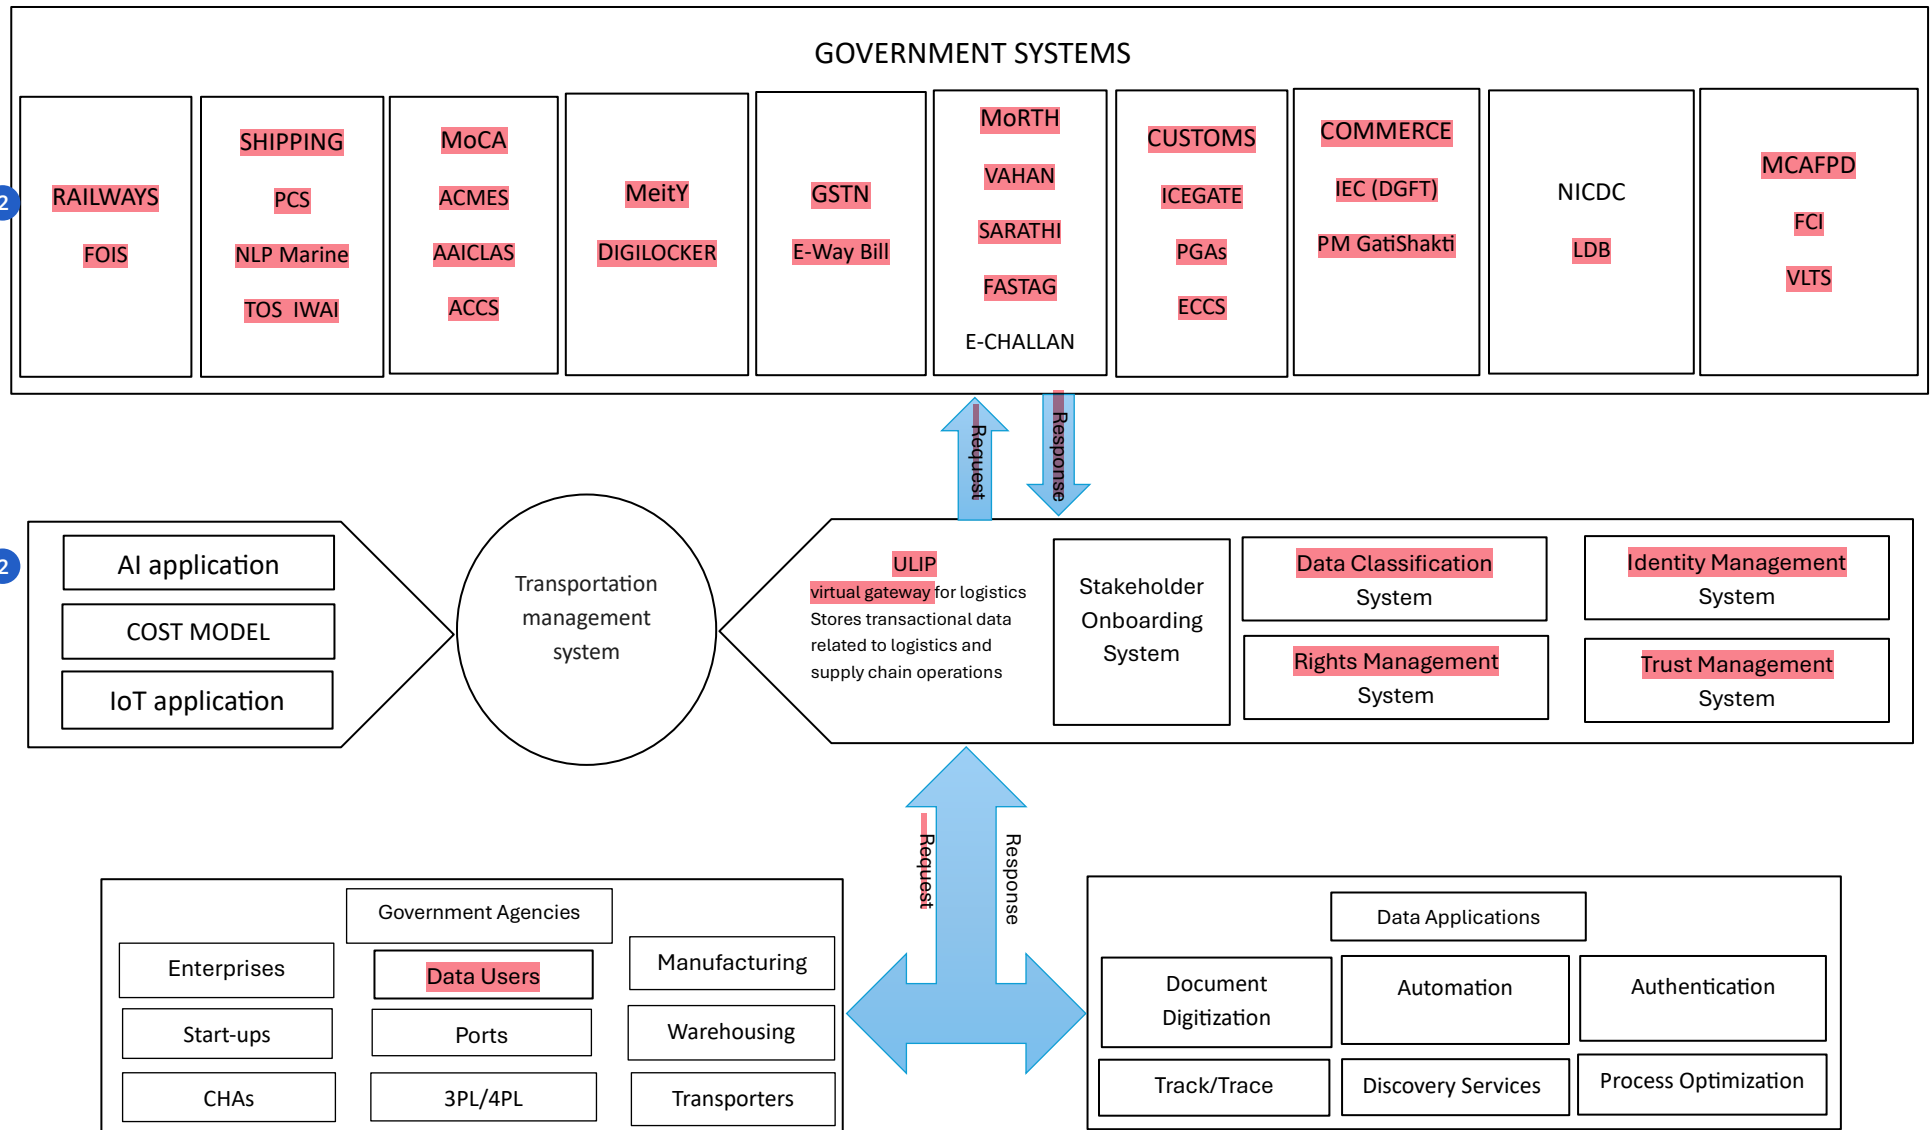 GOVERNMENT SYSTEMS
2
RAILWAYS
FOIS
SHIPPING
PCS
NLP Marine
TOS IWAI
MoCA
ACMES
AAICLAS
ACCS
MeitY
DIGILOCKER
GSTN
E-Way Bill
MoRTH
VAHAN
SARATHI
FASTAG
E-CHALLAN
CUSTOMS
ICEGATE
PGAs
ECCS
COMMERCE
IEC (DGFT)
PM GatiShakti
NICDC
LDB
MCAFPD
FCI
VLTS
Request
Response
2
AI application
COST MODEL
IoT application
Transportation
management
system
ULIP
virtual gateway for logistics
Stores transactional data
related to logistics and
supply chain operations
Stakeholder
Onboarding
System
Data Classification
System
Identity Management
System
Rights Management
System
Trust Management
System
Request
Response
Government Agencies
Enterprises
Data Users
Manufacturing
Start-ups
Ports
Warehousing
CHAs
3PL/4PL
Transporters
Data Applications
Document
Digitization
Automation
Authentication
Track/Trace
Discovery Services
Process Optimization